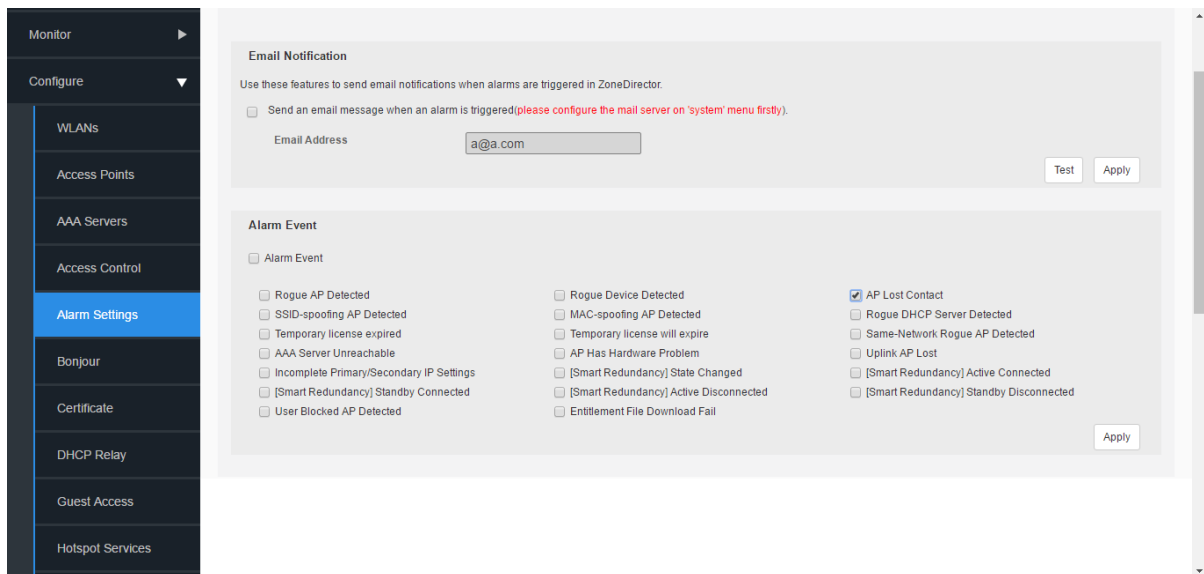 Monitor
Configure
WLANs
Access Points
AAA Servers
Access Control
Alarm Settings
Bonjour
Certificate
DHCP Relay
Guest Access
Hotspot Services
Email Notification
Use these features to send email notifications when alarms are triggered in ZoneDirector.
Send an email message when an alarm is triggered(please configure the mail server on 'system' menu firstly).
Email Address a@a.com
Test Apply
Alarm Event
Alarm Event
Rogue AP Detected Rogue Device Detected AP Lost Contact
SSID-spoofing AP Detected MAC-spoofing AP Detected Rogue DHCP Server Detected
Temporary license expired Temporary license will expire Same-Network Rogue AP Detected
AAA Server Unreachable AP Has Hardware Problem Uplink AP Lost
Incomplete Primary/Secondary IP Settings [Smart Redundancy] State Changed [Smart Redundancy] Active Connected
[Smart Redundancy] Standby Connected [Smart Redundancy] Active Disconnected [Smart Redundancy] Standby Disconnected
User Blocked AP Detected Entitlement File Download Fail
Apply